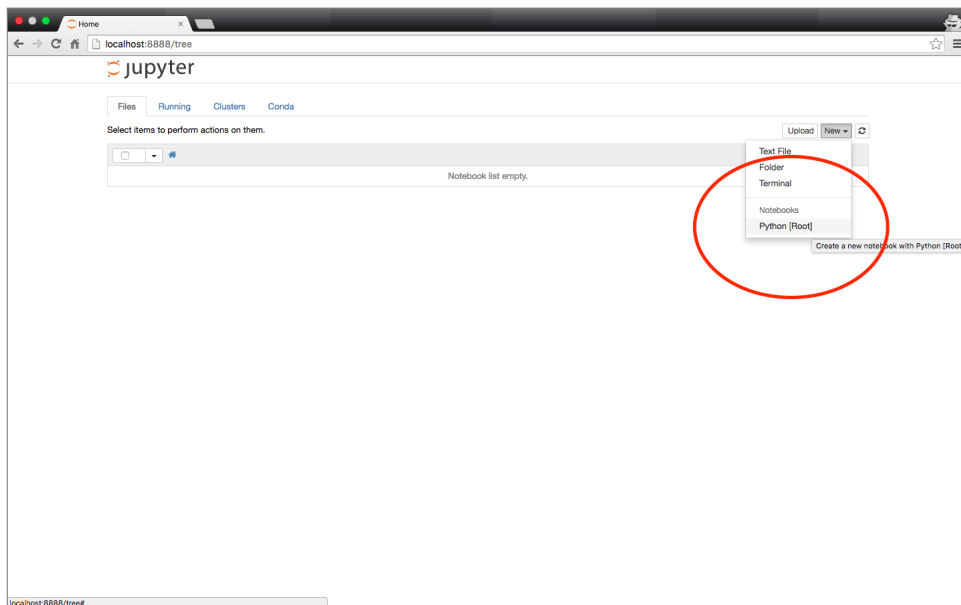 Home
localhost:8888/tree
jupyter
Files Running Clusters Conda
Select items to perform actions on them.
Upload New
Text File
Folder
Terminal
Notebook list empty.
Notebooks
Python [Root]
Create a new notebook with Python [Root
localhost:8888/tree#